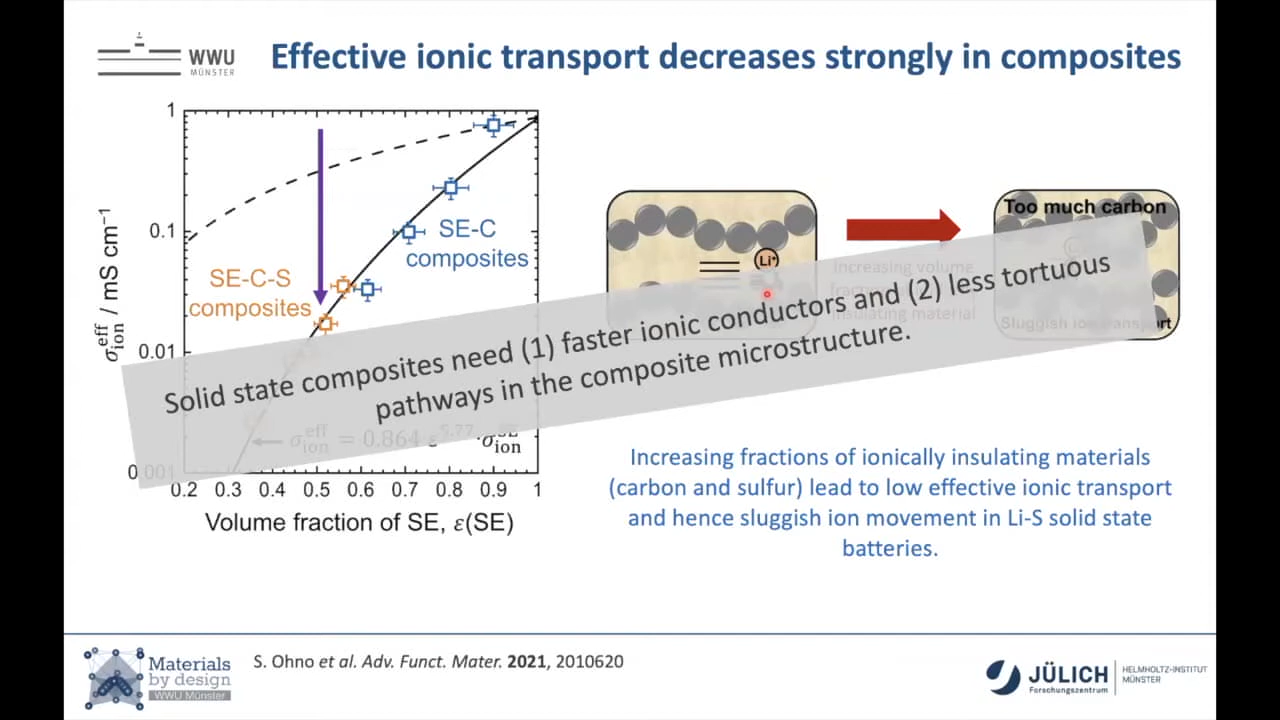 WWU
MÜNSTER
Effective ionic transport decreases strongly in composites
1
0.1
0.01
0.001
σ_ion^eff / mS cm⁻¹
SE-C
composites
SE-C-S
composites
σ_ion^eff = 0.864 ε^5.77 · σ_ion^SE
0.2 0.3 0.4 0.5 0.6 0.7 0.8 0.9 1
Volume fraction of SE, ε(SE)
Li⁺
Increasing volume
insulating material
Too much carbon
Sluggish ion transport
Solid state composites need (1) faster ionic conductors and (2) less tortuous
pathways in the composite microstructure.
Increasing fractions of ionically insulating materials
(carbon and sulfur) lead to low effective ionic transport
and hence sluggish ion movement in Li-S solid state
batteries.
Materials
by design
WWU Münster
S. Ohno et al. Adv. Funct. Mater. 2021, 2010620
JÜLICH
Forschungszentrum
HELMHOLTZ-INSTITUT
MÜNSTER